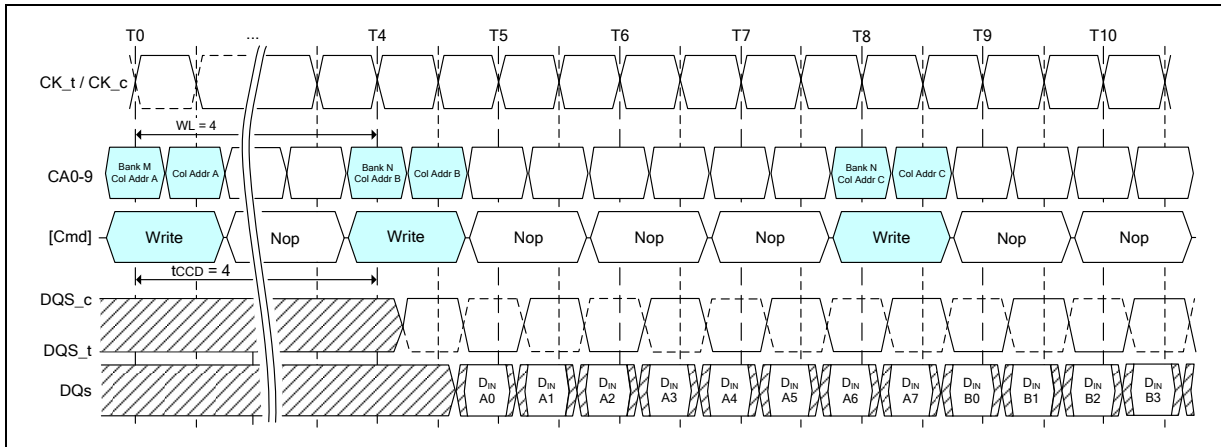 T0 ... T4 T5 T6 T7 T8 T9 T10
CK_t / CK_c
WL = 4
CA0-9
Bank M
Col Addr A
Col Addr A
Bank N
Col Addr B
Col Addr B
Bank N
Col Addr C
Col Addr C
[Cmd] Write Nop Write Nop Nop Nop Write Nop Nop
tCCD = 4
DQS_c
DQS_t
DQs
DIN
A0
DIN
A1
DIN
A2
DIN
A3
DIN
A4
DIN
A5
DIN
A6
DIN
A7
DIN
B0
DIN
B1
DIN
B2
DIN
B3